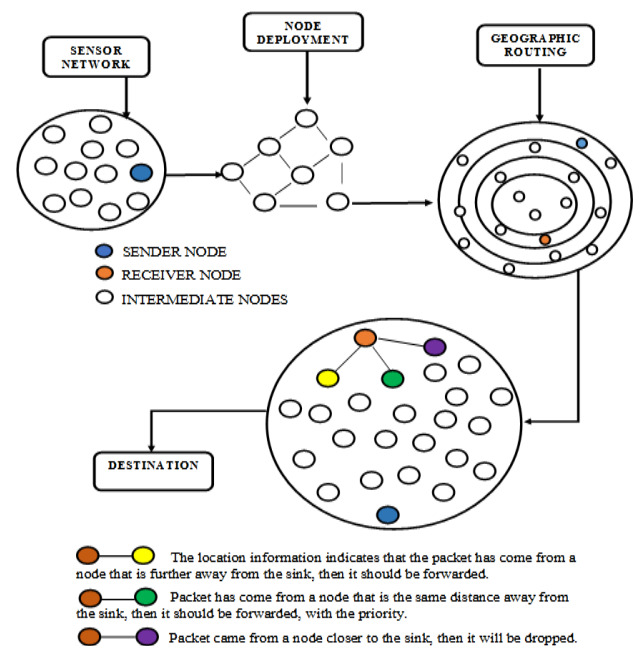 NODE
DEPLOYMENT
SENSOR
NETWORK
GEOGRAPHIC
ROUTING
SENDER NODE
RECEIVER NODE
INTERMEDIATE NODES
DESTINATION
The location information indicates that the packet has come from a
node that is further away from the sink, then it should be forwarded.
Packet has come from a node that is the same distance away from
the sink, then it should be forwarded, with the priority.
Packet came from a node closer to the sink, then it will be dropped.